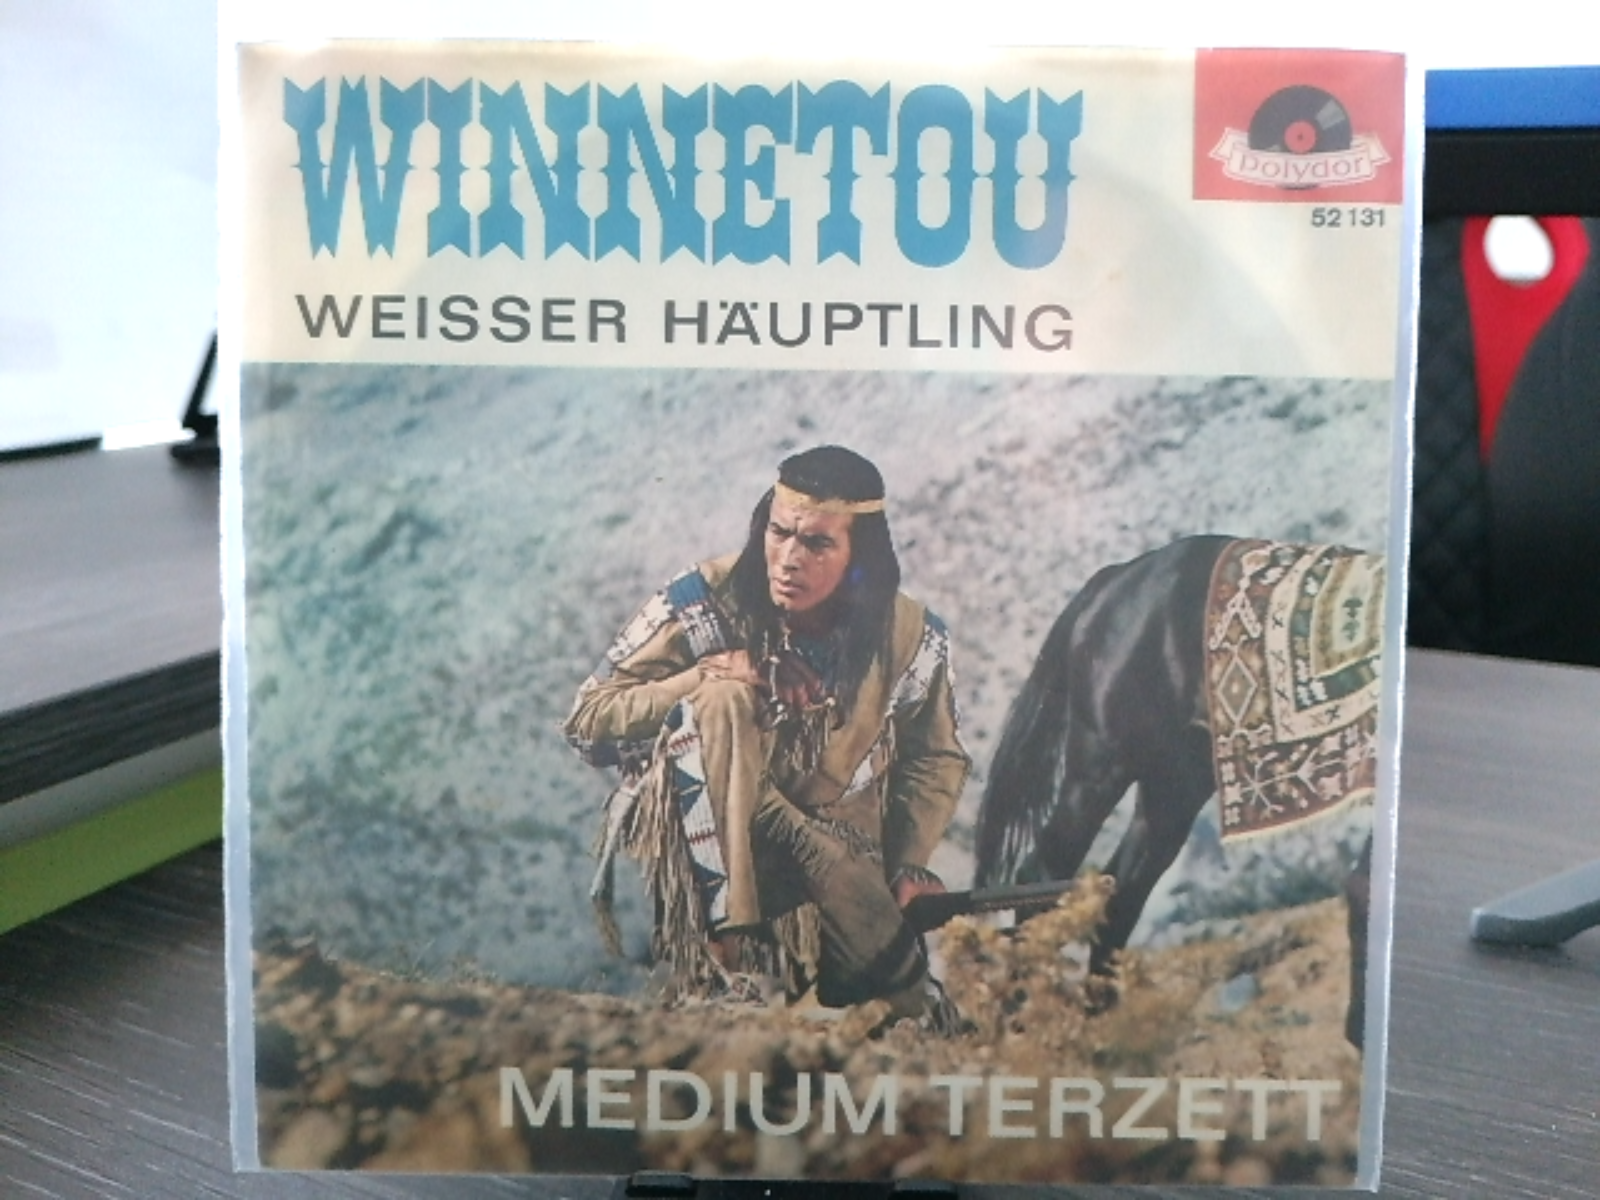 WINNETOU
polydor
52 131
WEISSER HÄUPTLING
MEDIUM TERZETT